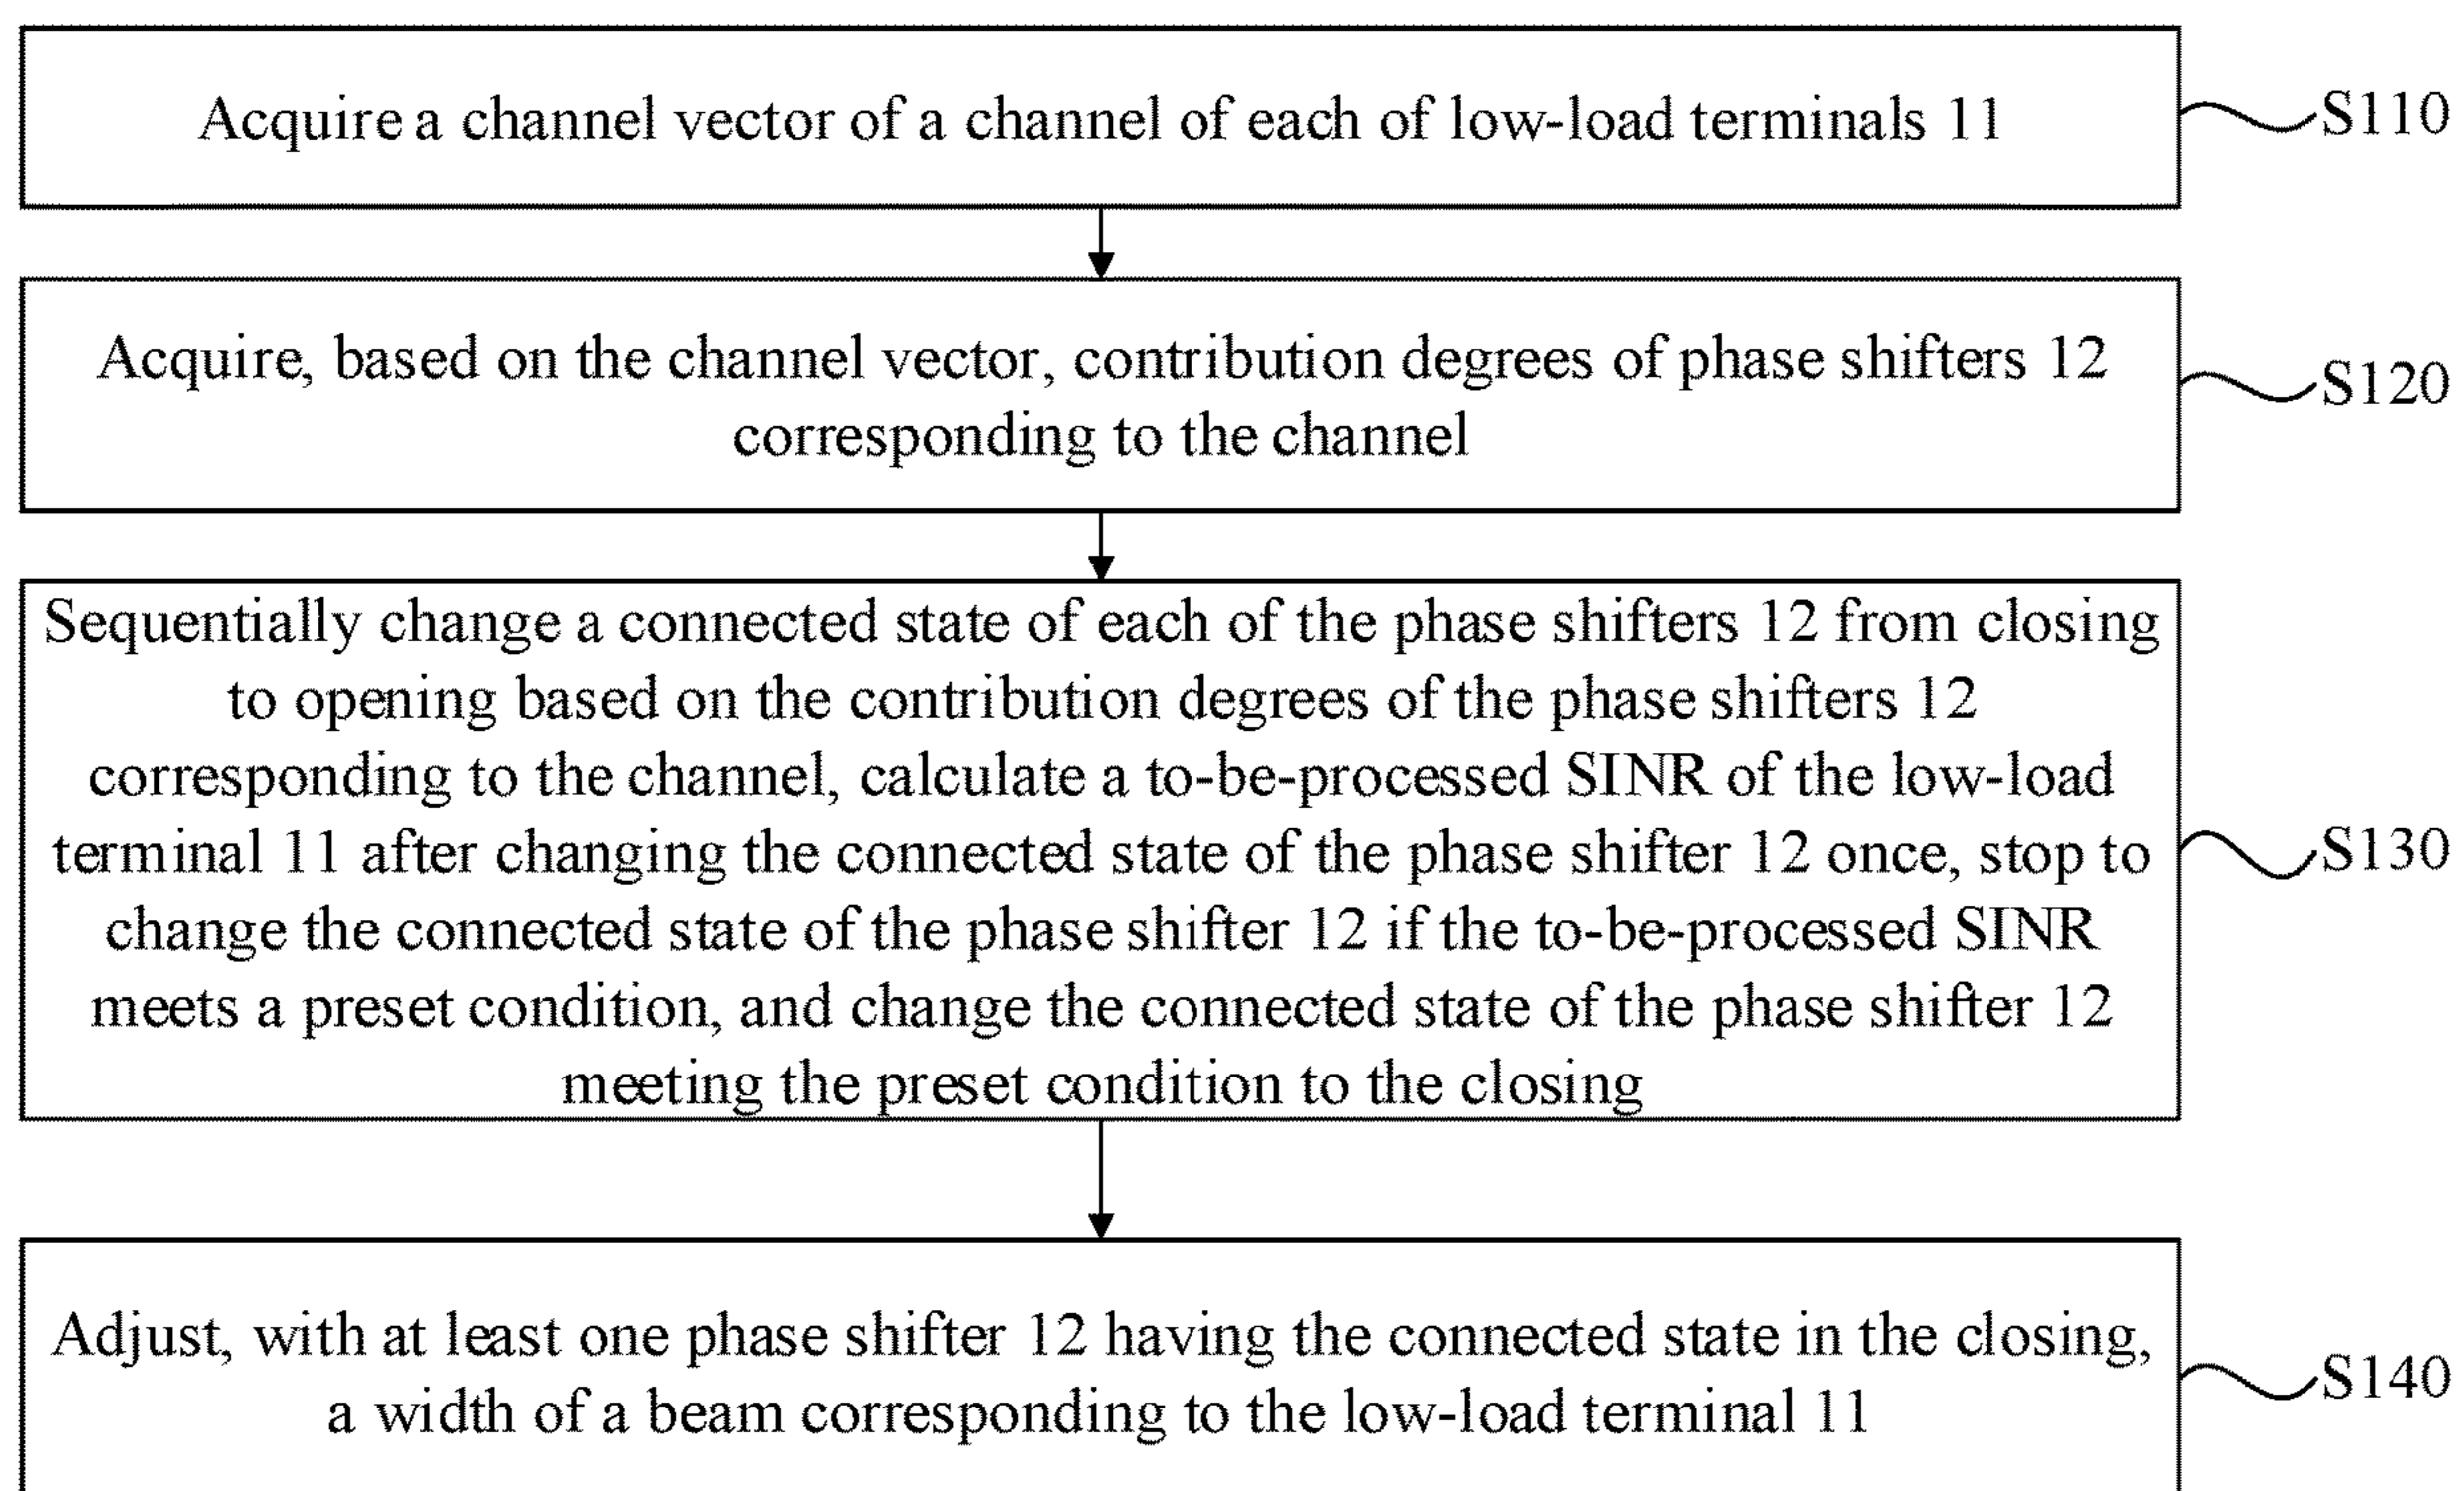 Acquire a channel vector of a channel of each of low-load terminals 11
S110
Acquire, based on the channel vector, contribution degrees of phase shifters 12
corresponding to the channel
S120
Sequentially change a connected state of each of the phase shifters 12 from closing
to opening based on the contribution degrees of the phase shifters 12
corresponding to the channel, calculate a to-be-processed SINR of the low-load
terminal 11 after changing the connected state of the phase shifter 12 once, stop to
change the connected state of the phase shifter 12 if the to-be-processed SINR
meets a preset condition, and change the connected state of the phase shifter 12
meeting the preset condition to the closing
S130
Adjust, with at least one phase shifter 12 having the connected state in the closing,
a width of a beam corresponding to the low-load terminal 11
S140